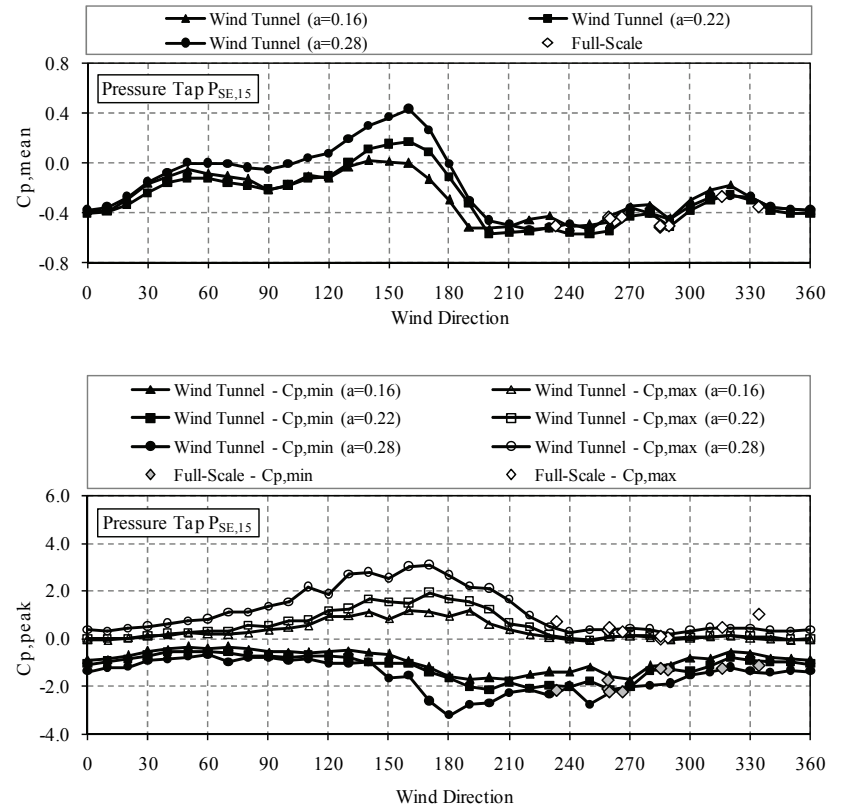 Wind Tunnel (a=0.16) Wind Tunnel (a=0.22)
Wind Tunnel (a=0.28) Full-Scale
0.8
Pressure Tap P_SE,15
0.4
Cp,mean
0.0
-0.4
-0.8
0 30 60 90 120 150 180 210 240 270 300 330 360
Wind Direction
Wind Tunnel - Cp,min (a=0.16) Wind Tunnel - Cp,max (a=0.16)
Wind Tunnel - Cp,min (a=0.22) Wind Tunnel - Cp,max (a=0.22)
Wind Tunnel - Cp,min (a=0.28) Wind Tunnel - Cp,max (a=0.28)
Full-Scale - Cp,min Full-Scale - Cp,max
6.0
Pressure Tap P_SE,15
4.0
2.0
Cp,peak
0.0
-2.0
-4.0
0 30 60 90 120 150 180 210 240 270 300 330 360
Wind Direction